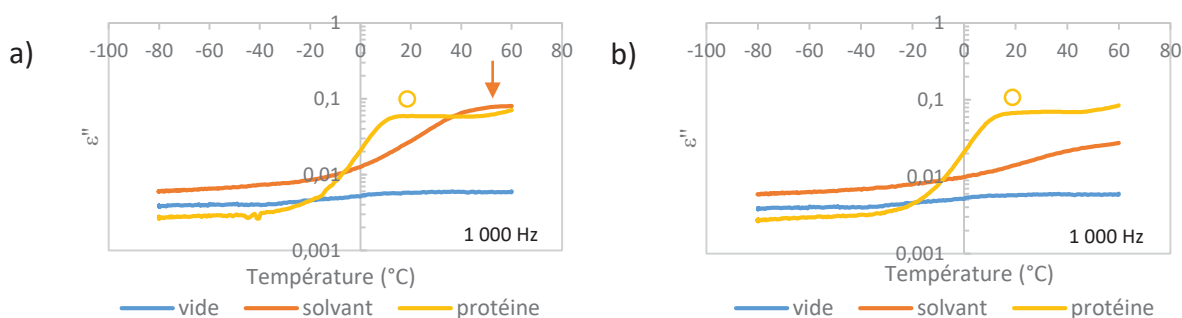 a)
1
-100 -80 -60 -40 -20 0 20 40 60 80
0,1
ε''
0,01
0,001
1 000 Hz
Température (°C)
vide solvant protéine
b)
1
-100 -80 -60 -40 -20 0 20 40 60 80
0,1
ε''
0,01
0,001
1 000 Hz
Température (°C)
vide solvant protéine